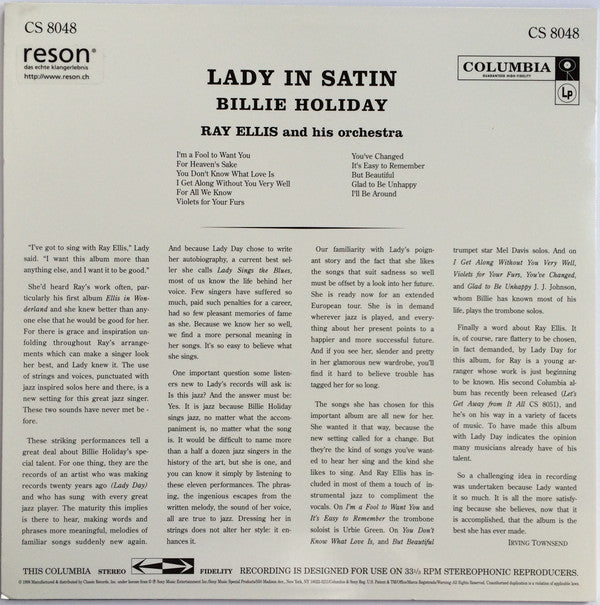 CS 8048
CS 8048
reson®
das echte klangerlebnis
http://www.reson.ch
COLUMBIA
GUARANTEED HIGH-FIDELITY
Lp
LADY IN SATIN
BILLIE HOLIDAY
RAY ELLIS and his orchestra
I'm a Fool to Want You
For Heaven's Sake
You Don't Know What Love Is
I Get Along Without You Very Well
For All We Know
Violets for Your Furs
You've Changed
It's Easy to Remember
But Beautiful
Glad to Be Unhappy
I'll Be Around
"I've got to sing with Ray Ellis," Lady
said. "I want this album more than
anything else, and I want it to be good."
She'd heard Ray's work often, par-
ticularly his first album Ellis in Won-
derland and she knew better than any-
one else that he would be good for her.
For there is grace and inspiration un-
folding throughout Ray's arrange-
ments which can make a singer look
her best, and Lady knew it. The use
of strings and voices, punctuated with
jazz inspired solos here and there, is a
new setting for this great jazz singer.
These two sounds have never met be -
fore.
These striking performances tell a
great deal about Billie Holiday's spe-
cial talent. For one thing, they are the
records of an artist who was making
records twenty years ago (Lady Day)
and who has sung with every great
jazz player. The maturity this implies
is there to hear, making words and
phrases more meaningful, melodies of
familiar songs suddenly new again.
And because Lady Day chose to write
her autobiography, a current best sel-
ler she calls Lady Sings the Blues,
most of us know the life behind her
voice. Few singers have suffered so
much, paid such penalties for a career,
had so few pleasant memories of fame
as she. Because we know her so well,
we find a more personal meaning in
her songs. It's so easy to believe what
she sings.
One important question some listen-
ers new to Lady's records will ask is:
Is this jazz? And the answer must be:
Yes. It is jazz because Billie Holiday
sings jazz, no matter what the accom-
paniment is, no matter what the song
is. It would be difficult to name more
than a half a dozen jazz singers in the
history of the art, but she is one, and
you can know it simply by listening to
these eleven performances. The phras-
ing, the ingenious escapes from the
written melody, the sound of her voice,
all are true to jazz. Dressing her in
strings does not alter her style: it en-
hances it.
Our familiarity with Lady's poign-
ant story and the fact that she likes
the songs that suit sadness so well
must be offset by a look into her future.
She is ready now for an extended
European tour. She is in demand
wherever jazz is played, and every-
thing about her present points to a
happier and more successful future.
And if you see her, slender and pretty
in her glamorous new wardrobe, you'll
find it hard to believe trouble has
tagged her for so long.
The songs she has chosen for this
important album are all new for her.
She wanted it that way, because the
new setting called for a change. But
they're the kind of songs you've want-
ed to hear her sing and the kind she
likes to sing. And Ray Ellis has in-
cluded in most of them a touch of in-
strumental jazz to compliment the
vocals. On I'm a Fool to Want You and
It's Easy to Remember the trombone
soloist is Urbie Green. On You Don't
Know What Love Is, and But Beautiful
trumpet star Mel Davis solos. And on
I Get Along Without You Very Well,
Violets for Your Furs, You've Changed,
and Glad to Be Unhappy J. J. Johnson,
whom Billie has known most of his
life, plays the trombone solos.
Finally a word about Ray Ellis. It
is, of course, rare flattery to be chosen,
in fact demanded, by Lady Day for
this album, for Ray is a young ar-
ranger whose work is just beginning
to be known. His second Columbia al-
bum has recently been released (Let's
Get Away from It All CS 8051), and
he's on his way in a variety of facets
of music. To have made this album
with Lady Day indicates the opinion
many musicians already have of his
talent.
So a challenging idea in recording
was undertaken because Lady wanted
it so much. It is all the more satisfy-
ing because she believes, now that it
is accomplished, that the album is the
best she has ever made.
IRVING TOWNSEND
THIS COLUMBIA STEREO FIDELITY RECORDING IS DESIGNED FOR USE ON 33⅓ RPM STEREOPHONIC REPRODUCERS.